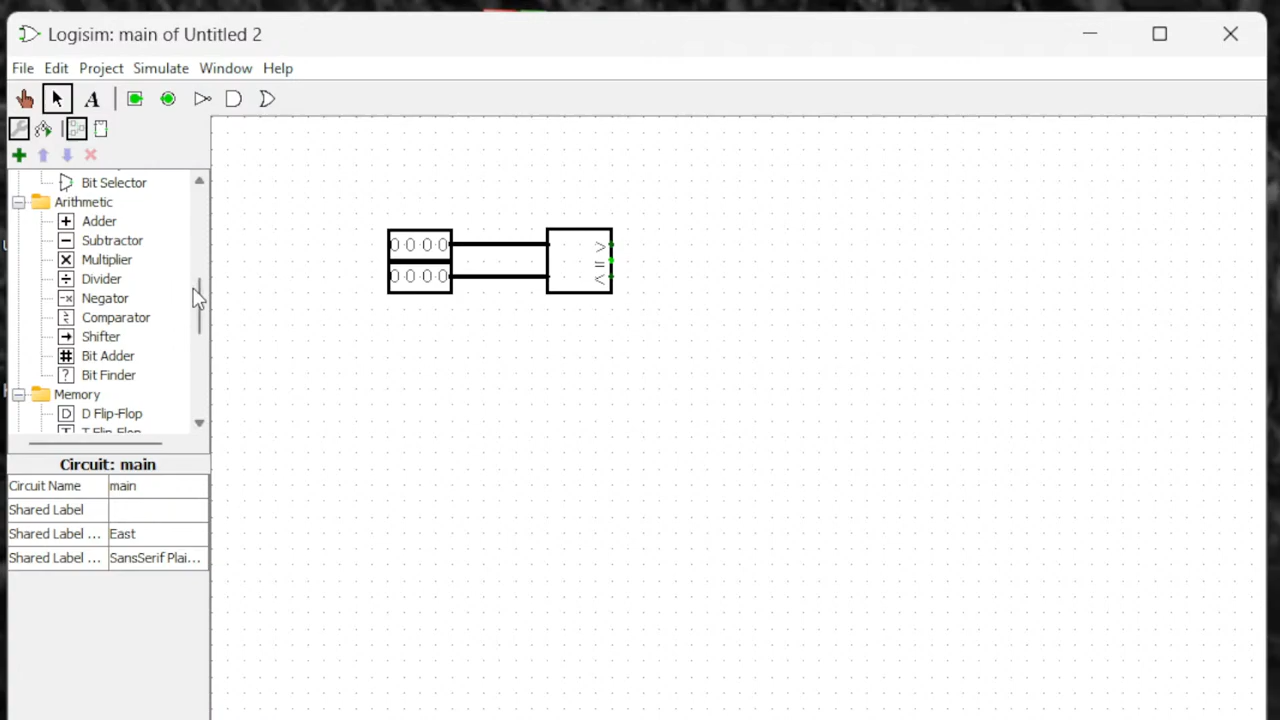 Logisim: main of Untitled 2
File Edit Project Simulate Window Help
A
Bit Selector
Arithmetic
Adder
Subtractor
Multiplier
Divider
Negator
Comparator
Shifter
Bit Adder
Bit Finder
Memory
D Flip-Flop
T Flip-Flop
0 0 0 0 >
=
0 0 0 0 <
Circuit: main
Circuit Name main
Shared Label
Shared Label ... East
Shared Label ... SansSerif Plai...